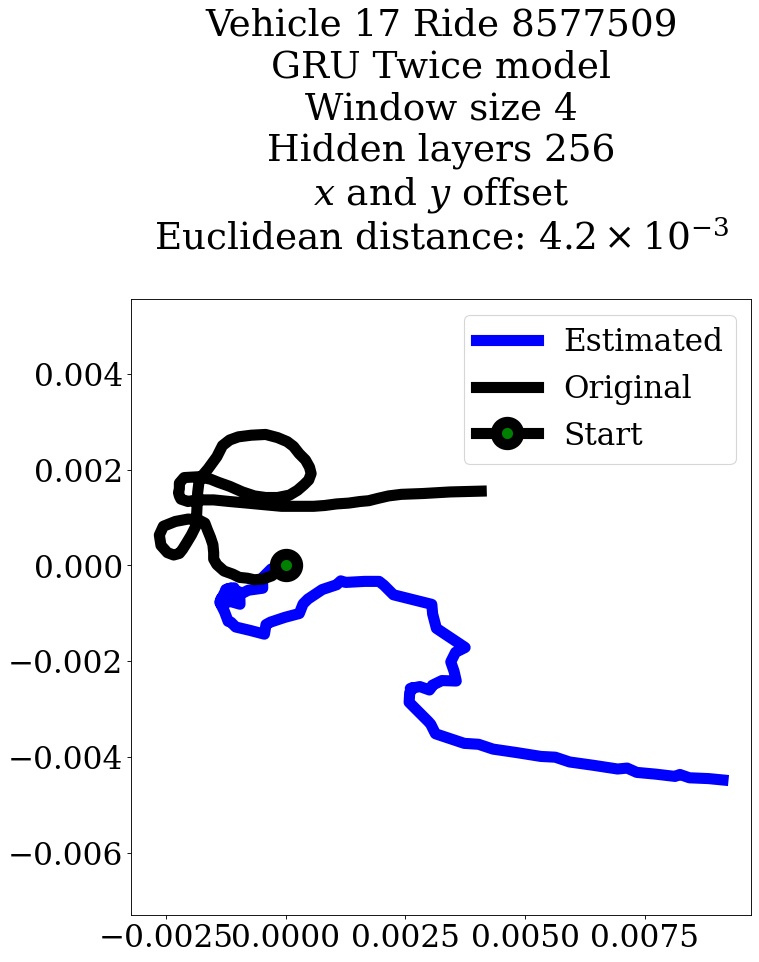 Vehicle 17 Ride 8577509
GRU Twice model
Window size 4
Hidden layers 256
x and y offset
Euclidean distance: 4.2 × 10⁻³
Estimated
Original
Start
0.004
0.002
0.000
−0.002
−0.004
−0.006
−0.0025 0.0000 0.0025 0.0050 0.0075